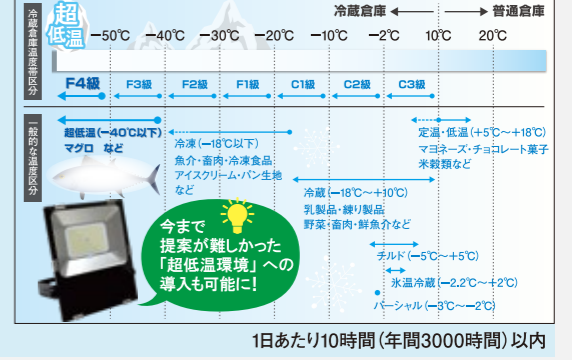 冷蔵倉庫 普通倉庫
冷蔵倉庫温度帯区分
超
低温
−50℃ −40℃ −30℃ −20℃ −10℃ −2℃ 10℃ 20℃
F4級 F3級 F2級 F1級 C1級 C2級 C3級
一般的な温度区分
超低温(−40℃以下)
マグロ など
冷凍(−18℃以下)
魚介・畜肉・冷凍食品
アイスクリーム・パン生地
など
定温・低温(+5℃〜+18℃)
マヨネーズ・チョコレート菓子
米穀類など
冷蔵(−18℃〜+10℃)
乳製品・練り製品
野菜・畜肉・鮮魚介など
今まで
提案が難しかった
「超低温環境」への
導入も可能に!
チルド(−5℃〜+5℃)
氷温冷蔵(−2.2℃〜+2℃)
パーシャル(−3℃〜−2℃)
1日あたり10時間(年間3000時間)以内